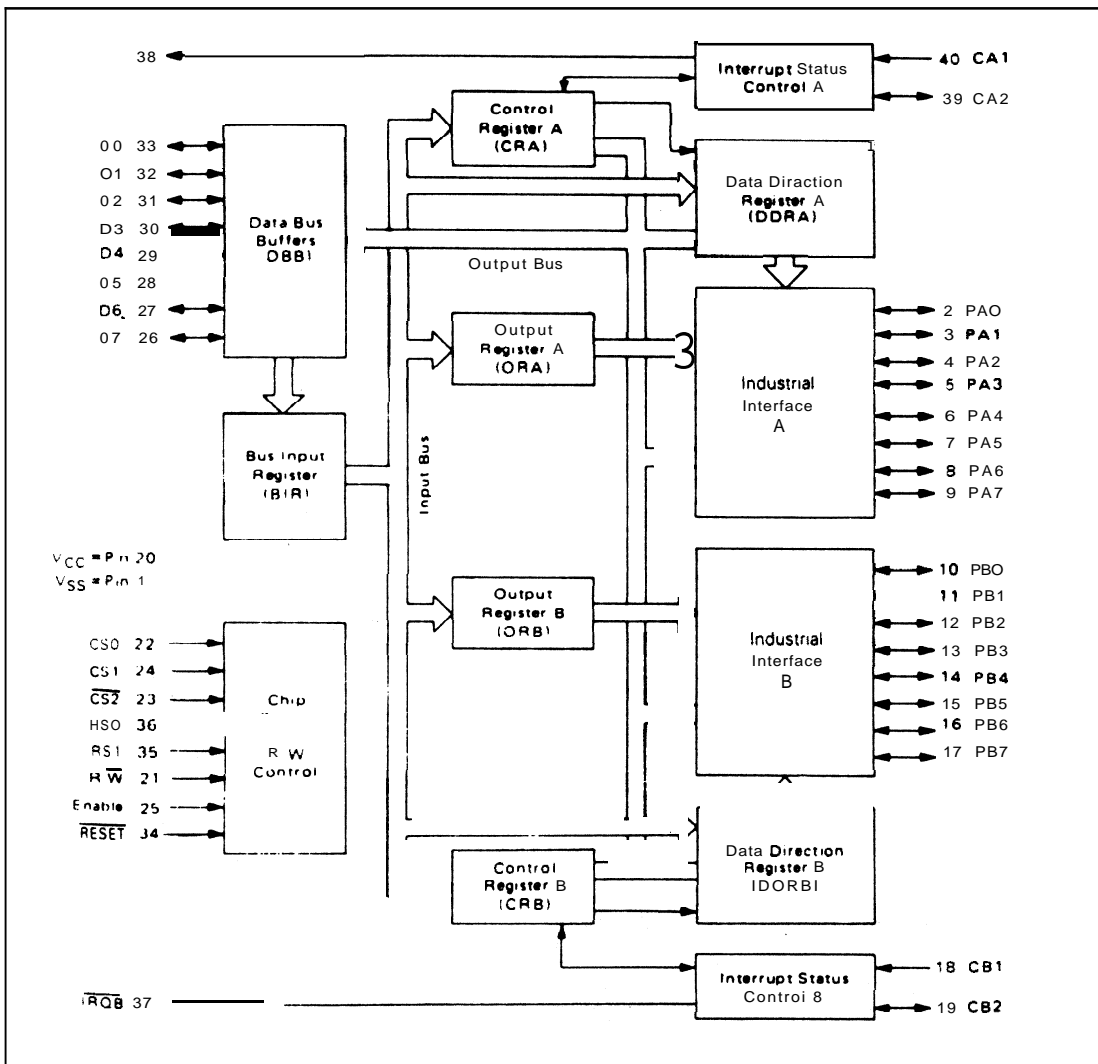 38
Interrupt Status
Control A
40 CA1
39 CA2
Control
Register A
(CRA)
00 33
O1 32
02 31
D3 30
D4 29
05 28
D6 27
07 26
Data Bus
Buffers
DBB)
Data Diraction
Register A
(DDRA)
Output Bus
Output
Register A
(ORA)
Industrial
Interface
A
2 PAO
3 PA1
4 PA2
5 PA3
6 PA4
7 PA5
8 PA6
9 PA7
Bus Input
Register
(BIR)
Input Bus
VCC = Pin 20
VSS = Pin 1
Output
Register B
(ORB)
Industrial
Interface
B
10 PBO
11 PB1
12 PB2
13 PB3
14 PB4
15 PB5
16 PB6
17 PB7
CS0 22
CS1 24
CS2 23
HSO 36
RS1 35
R W 21
Enable 25
RESET 34
Chip
R W
Control
Data Direction
Register B
IDORBI
Control
Register B
(CRB)
Interrupt Status
Controi 8
18 CB1
19 CB2
IRQB 37